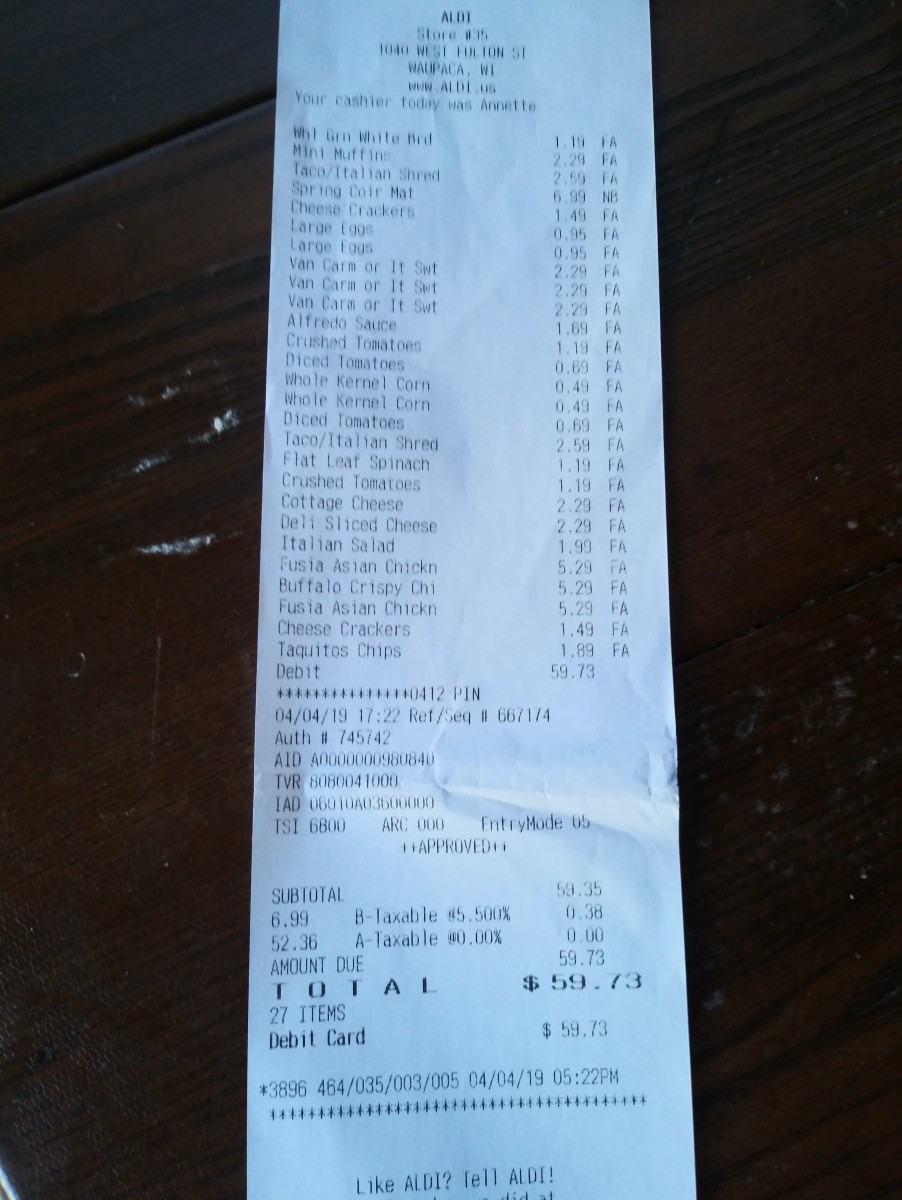 ALDI
Store #35
1040 WEST FULTON ST
WAUPACA, WI
www.ALDI.us
Your cashier today was Annette
Whl Grn White Brd 1.19 FA
Mini Muffins 2.29 FA
Taco/Italian Shred 2.59 FA
Spring Coir Mat 6.99 NB
Cheese Crackers 1.49 FA
Large Eggs 0.95 FA
Large Eggs 0.95 FA
Van Carm or It Swt 2.29 FA
Van Carm or It Swt 2.29 FA
Van Carm or It Swt 2.29 FA
Alfredo Sauce 1.69 FA
Crushed Tomatoes 1.19 FA
Diced Tomatoes 0.69 FA
Whole Kernel Corn 0.49 FA
Whole Kernel Corn 0.49 FA
Diced Tomatoes 0.69 FA
Taco/Italian Shred 2.59 FA
Flat Leaf Spinach 1.19 FA
Crushed Tomatoes 1.19 FA
Cottage Cheese 2.29 FA
Deli Sliced Cheese 2.29 FA
Italian Salad 1.99 FA
Fusia Asian Chickn 5.29 FA
Buffalo Crispy Chi 5.29 FA
Fusia Asian Chickn 5.29 FA
Cheese Crackers 1.49 FA
Taquitos Chips 1.89 FA
Debit 59.73
***************0412 PIN
04/04/19 17:22 Ref/Seq # 667174
Auth # 745742
AID A0000000980840
TVR 8080041000
IAD 06010A03600000
TSI 6800 ARC 000 EntryMode 05
++APPROVED++
SUBTOTAL 59.35
6.99 B-Taxable @5.500% 0.38
52.36 A-Taxable @0.00% 0.00
AMOUNT DUE 59.73
TOTAL $59.73
27 ITEMS
Debit Card $ 59.73
*3896 464/035/003/005 04/04/19 05:22PM
***************************************
Like ALDI? Tell ALDI!
did at